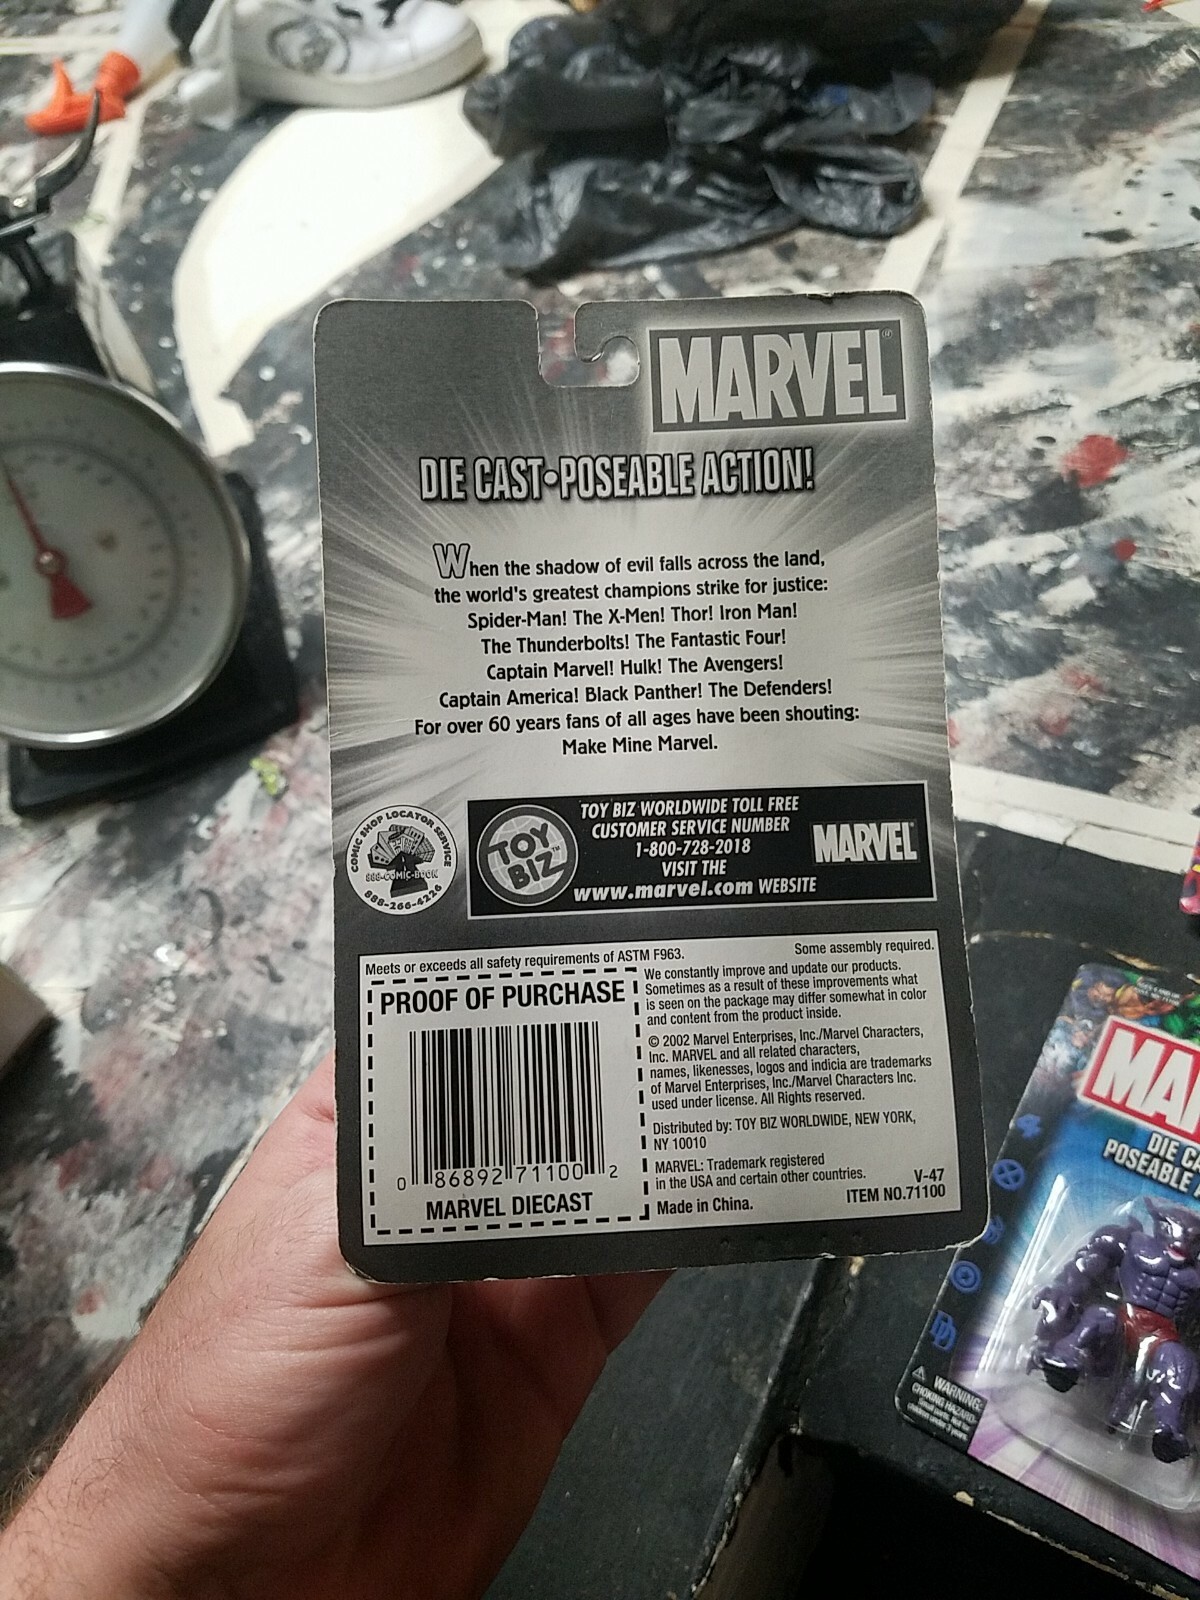 MARVEL®
DIE CAST•POSEABLE ACTION!
When the shadow of evil falls across the land,
the world's greatest champions strike for justice:
Spider-Man! The X-Men! Thor! Iron Man!
The Thunderbolts! The Fantastic Four!
Captain Marvel! Hulk! The Avengers!
Captain America! Black Panther! The Defenders!
For over 60 years fans of all ages have been shouting:
Make Mine Marvel.
COMIC SHOP LOCATOR SERVICE
888-COMIC-BOOK
888-266-4226
TOY BIZ™
TOY BIZ WORLDWIDE TOLL FREE
CUSTOMER SERVICE NUMBER
1-800-728-2018
VISIT THE
www.marvel.com WEBSITE
MARVEL
Meets or exceeds all safety requirements of ASTM F963.
Some assembly required.
PROOF OF PURCHASE
0 86892 71100 2
MARVEL DIECAST
We constantly improve and update our products.
Sometimes as a result of these improvements what
is seen on the package may differ somewhat in color
and content from the product inside.
© 2002 Marvel Enterprises, Inc./Marvel Characters,
Inc. MARVEL and all related characters,
names, likenesses, logos and indicia are trademarks
of Marvel Enterprises, Inc./Marvel Characters Inc.
used under license. All Rights reserved.
Distributed by: TOY BIZ WORLDWIDE, NEW YORK,
NY 10010
MARVEL: Trademark registered
in the USA and certain other countries.
Made in China.
V-47
ITEM NO.71100
MA
DIE C
POSEABLE
WARNING:
CHOKING HAZARD-
Small parts. Not for
children under 3 years.